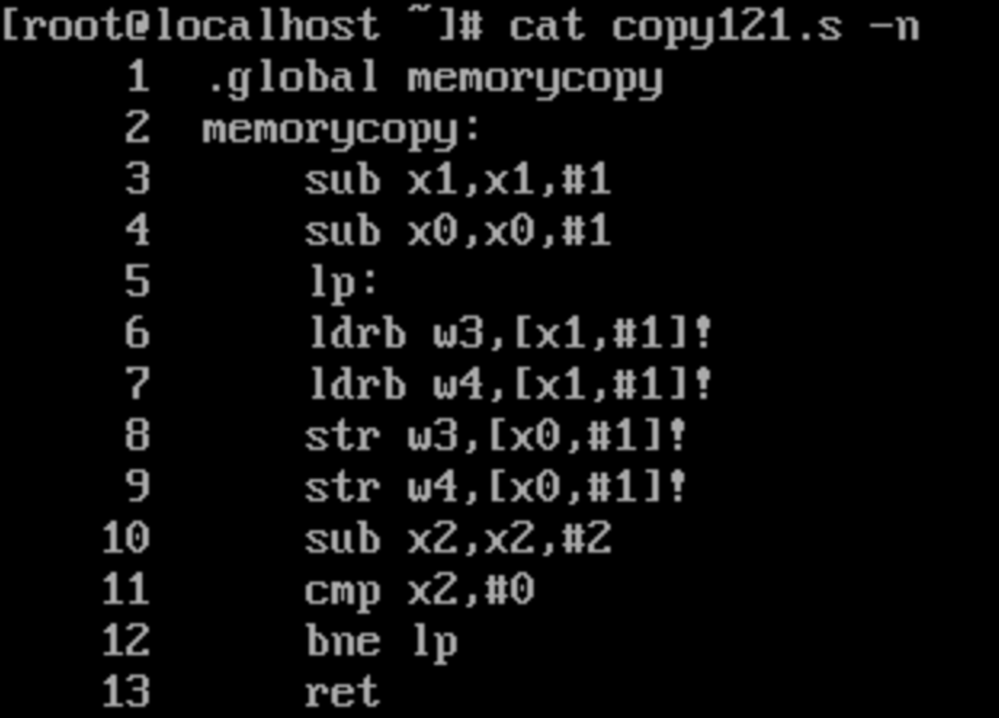 [root@localhost ~]# cat copy121.s -n
     1  .global memorycopy
     2  memorycopy:
     3      sub x1,x1,#1
     4      sub x0,x0,#1
     5      lp:
     6      ldrb w3,[x1,#1]!
     7      ldrb w4,[x1,#1]!
     8      str w3,[x0,#1]!
     9      str w4,[x0,#1]!
    10      sub x2,x2,#2
    11      cmp x2,#0
    12      bne lp
    13      ret